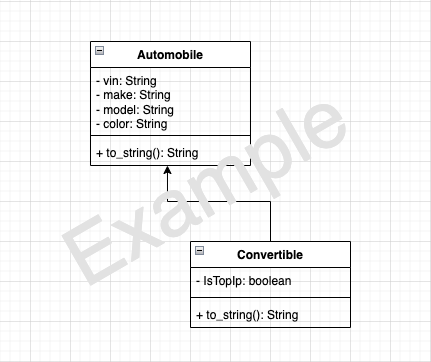 Automobile
- vin: String
- make: String
- model: String
- color: String
+ to_string(): String
Example
Convertible
- IsTopIp: boolean
+ to_string(): String